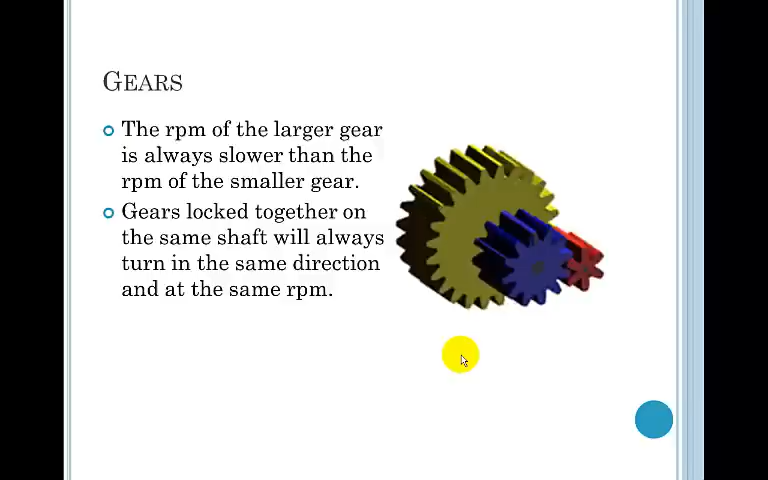 GEARS
The rpm of the larger gear
is always slower than the
rpm of the smaller gear.
Gears locked together on
the same shaft will always
turn in the same direction
and at the same rpm.